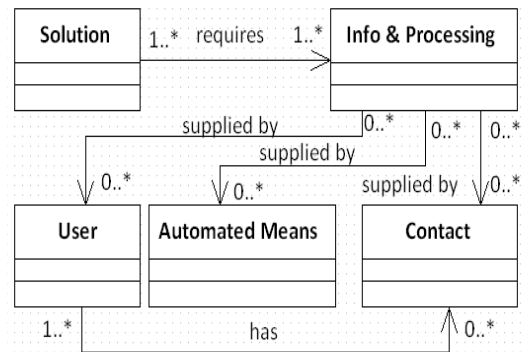 Solution
1..* requires 1..*
Info & Processing
supplied by 0..* 0..* 0..*
supplied by
0..* 0..* supplied by 0..*
User
Automated Means
Contact
1..* has 0..*